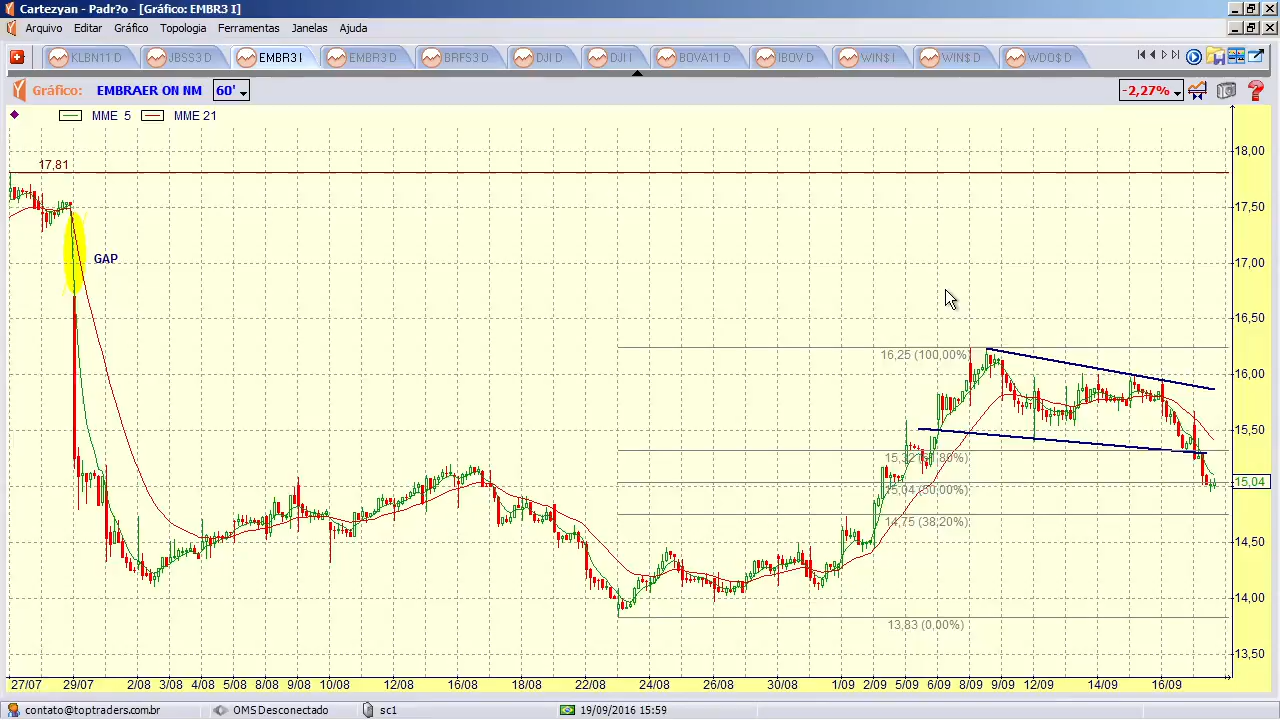 Cartezyan - Padr?o - [Gráfico: EMBR3 I]
Arquivo Editar Gráfico Topologia Ferramentas Janelas Ajuda
KLBN11 D JBSS3 D EMBR3 I EMBR3 D BRFS3 D DJI D DJI I BOVA11 D IBOV D WIN$ I WIN$ D WDO$ D
Gráfico: EMBRAER ON NM 60' -2,27%
MME 5 MME 21
18,00
17,81
17,50
GAP
17,00
16,50
16,25 (100,00%)
16,00
15,50
15,04
15,04 (50,00%)
14,75 (38,20%)
14,50
14,00
13,83 (0,00%)
13,50
27/07 29/07 2/08 3/08 4/08 5/08 8/08 9/08 10/08 12/08 16/08 18/08 22/08 24/08 26/08 30/08 1/09 2/09 5/09 6/09 8/09 9/09 12/09 14/09 16/09
contato@toptraders.com.br OMS Desconectado sc1 19/09/2016 15:59